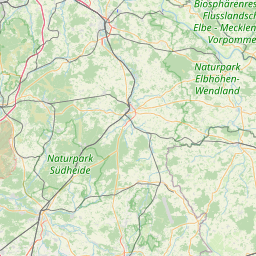 Biosphärenres
Flusslandsch
Elbe - Mecklen
Vorpomme
Naturpark
Elbhöhen-
Wendland
Naturpark
Südheide